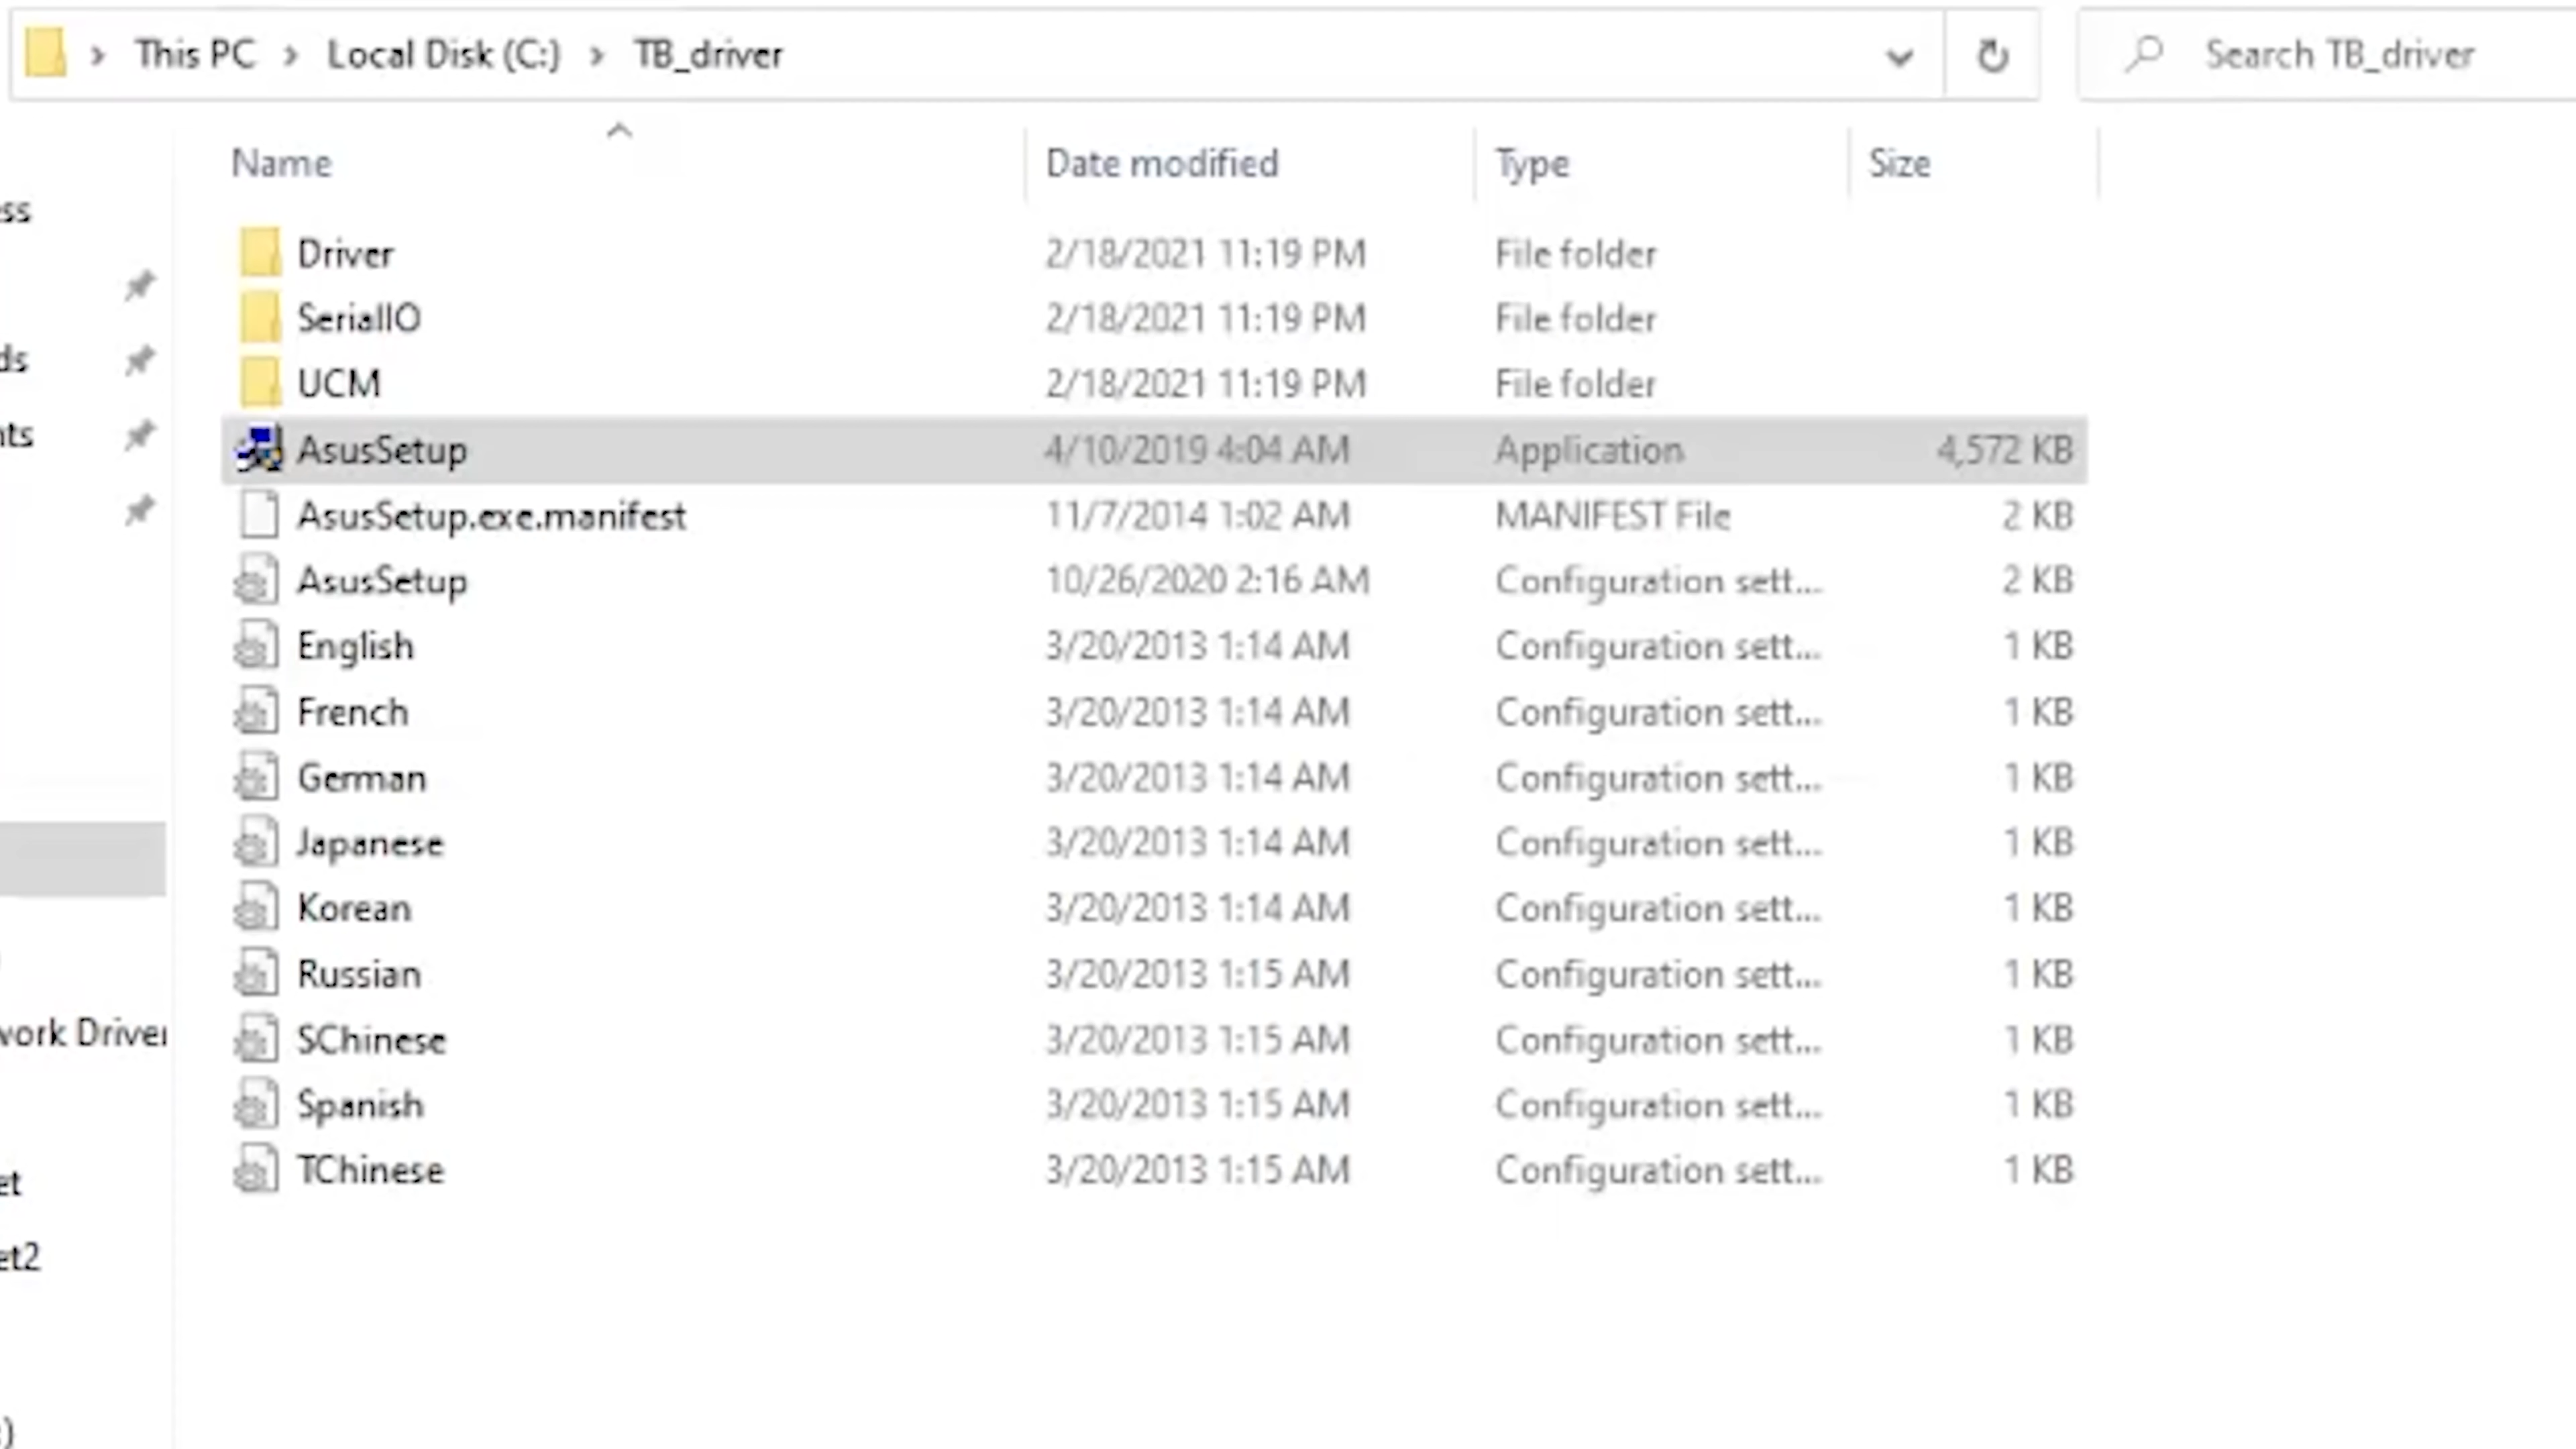 This PC > Local Disk (C:) > TB_driver
Search TB_driver
Name Date modified Type Size
Driver 2/18/2021 11:19 PM File folder
SerialIO 2/18/2021 11:19 PM File folder
UCM 2/18/2021 11:19 PM File folder
AsusSetup 4/10/2019 4:04 AM Application 4,572 KB
AsusSetup.exe.manifest 11/7/2014 1:02 AM MANIFEST File 2 KB
AsusSetup 10/26/2020 2:16 AM Configuration sett... 2 KB
English 3/20/2013 1:14 AM Configuration sett... 1 KB
French 3/20/2013 1:14 AM Configuration sett... 1 KB
German 3/20/2013 1:14 AM Configuration sett... 1 KB
Japanese 3/20/2013 1:14 AM Configuration sett... 1 KB
Korean 3/20/2013 1:14 AM Configuration sett... 1 KB
Russian 3/20/2013 1:15 AM Configuration sett... 1 KB
SChinese 3/20/2013 1:15 AM Configuration sett... 1 KB
Spanish 3/20/2013 1:15 AM Configuration sett... 1 KB
TChinese 3/20/2013 1:15 AM Configuration sett... 1 KB
ss
ds
nts
work Driver
et
et2